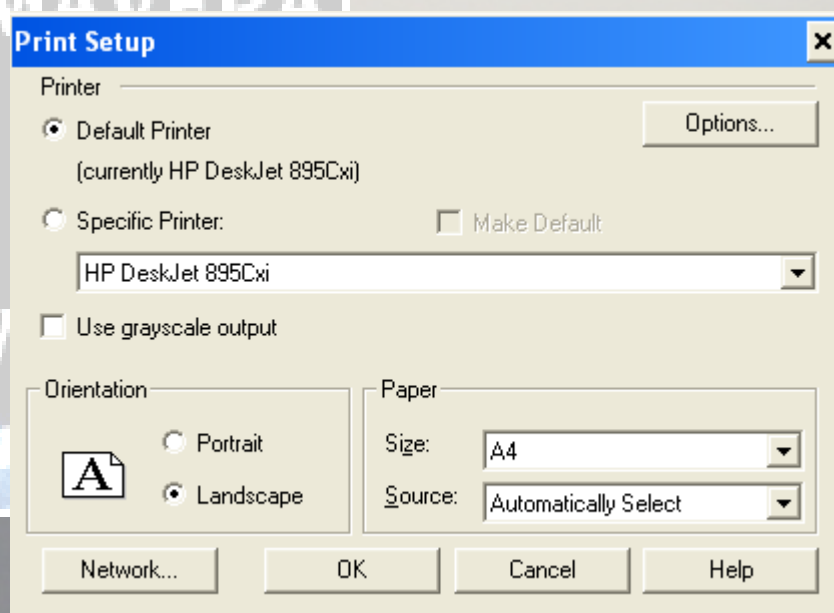 Print Setup
Printer
Default Printer
Options...
(currently HP DeskJet 895Cxi)
Specific Printer:
Make Default
HP DeskJet 895Cxi
Use grayscale output
Orientation
Paper
A
Portrait
Landscape
Size:
A4
Source:
Automatically Select
Network...
OK
Cancel
Help